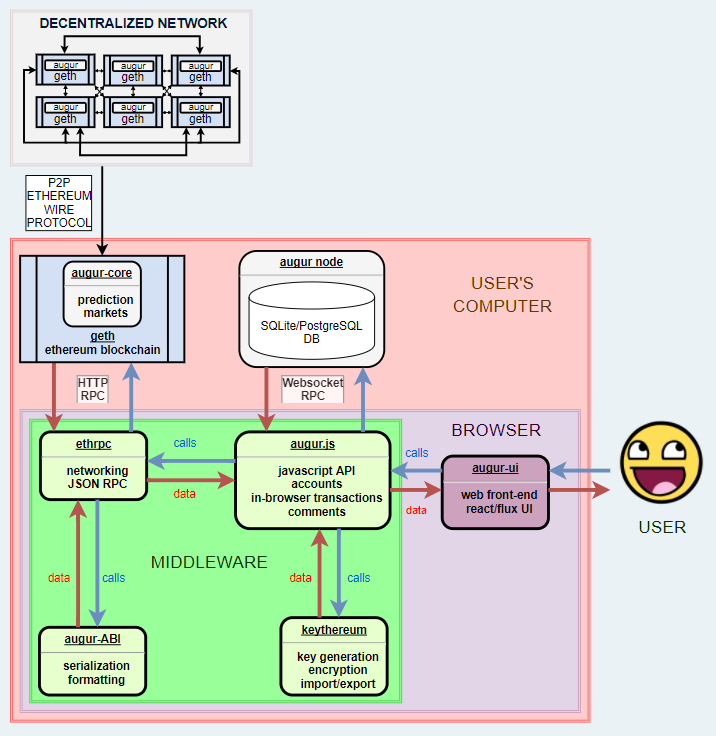 DECENTRALIZED NETWORK
augur
geth
augur
geth
augur
geth
augur
geth
augur
geth
augur
geth
P2P
ETHEREUM
WIRE
PROTOCOL
USER'S
COMPUTER
augur-core
prediction
markets
geth
ethereum blockchain
augur node
SQLite/PostgreSQL
DB
HTTP
RPC
Websocket
RPC
BROWSER
ethrpc
networking
JSON RPC
calls
data
augur.js
javascript API
accounts
in-browser transactions
comments
calls
data
augur-ui
web front-end
react/flux UI
USER
MIDDLEWARE
data
calls
data
calls
augur-ABI
serialization
formatting
keythereum
key generation
encryption
import/export